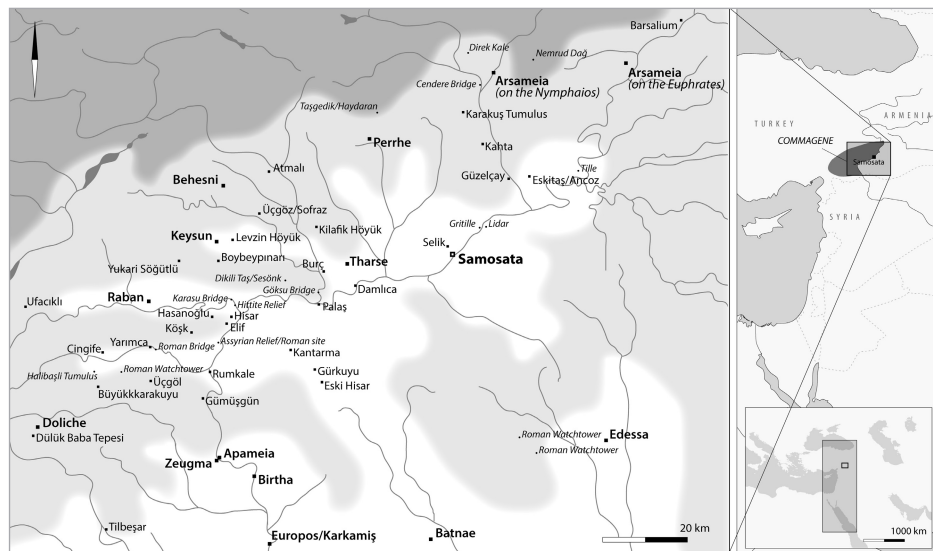 Barsalium
Direk Kale
Nemrud Dağ
Arsameia
(on the Nymphaios)
Arsameia
(on the Euphrates)
Cendere Bridge
Taşgedik/Haydaran
Karakuş Tumulus
Perrhe
Kahta
Atmalı
Tille
Güzelçay
Eskitaş/Ancoz
Behesni
Üçgöz/Sofraz
Gritille
Lidar
Kilafik Höyük
Keysun
Levzin Höyük
Selik
Samosata
Boybeypınarı
Burç
Tharse
Yukari Söğütlü
Dikili Taş/Sesönk
Göksu Bridge
Damlıca
Ufacıklı
Raban
Karasu Bridge
Hittite Relief
Palaş
Hasanoğlu
Hisar
Köşk
Elif
Yarımca
Roman Bridge
Assyrian Relief/Roman site
Cingife
Kantarma
Halibaşlı Tumulus
Roman Watchtower
Rumkale
Gürkuyu
Üçgöl
Eski Hisar
Büyükkkarakuyu
Gümüşgün
Doliche
Dülük Baba Tepesi
Roman Watchtower
Edessa
Roman Watchtower
Apameia
Zeugma
Birtha
Tilbeşar
Europos/Karkamiş
Batnae
20 km
ARMENIA
TURKEY
COMMAGENE
Samosata
SYRIA
1000 km